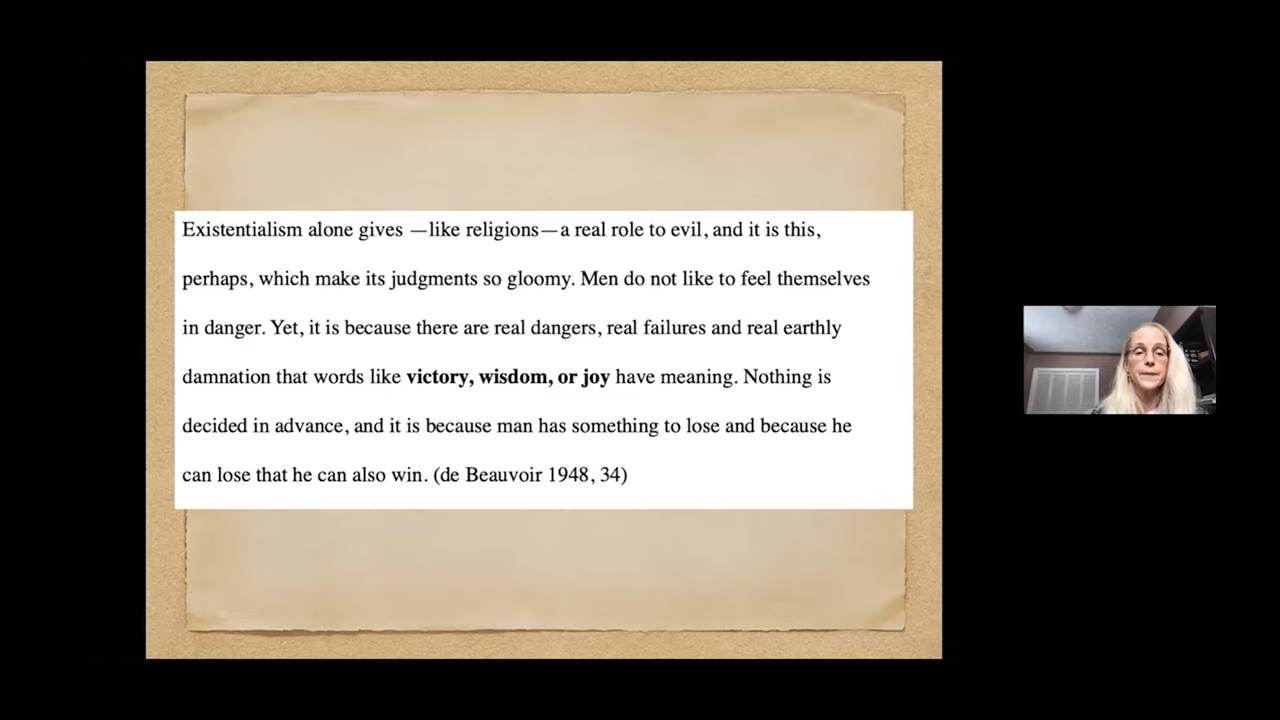 Existentialism alone gives —like religions—a real role to evil, and it is this,
perhaps, which make its judgments so gloomy. Men do not like to feel themselves
in danger. Yet, it is because there are real dangers, real failures and real earthly
damnation that words like victory, wisdom, or joy have meaning. Nothing is
decided in advance, and it is because man has something to lose and because he
can lose that he can also win. (de Beauvoir 1948, 34)